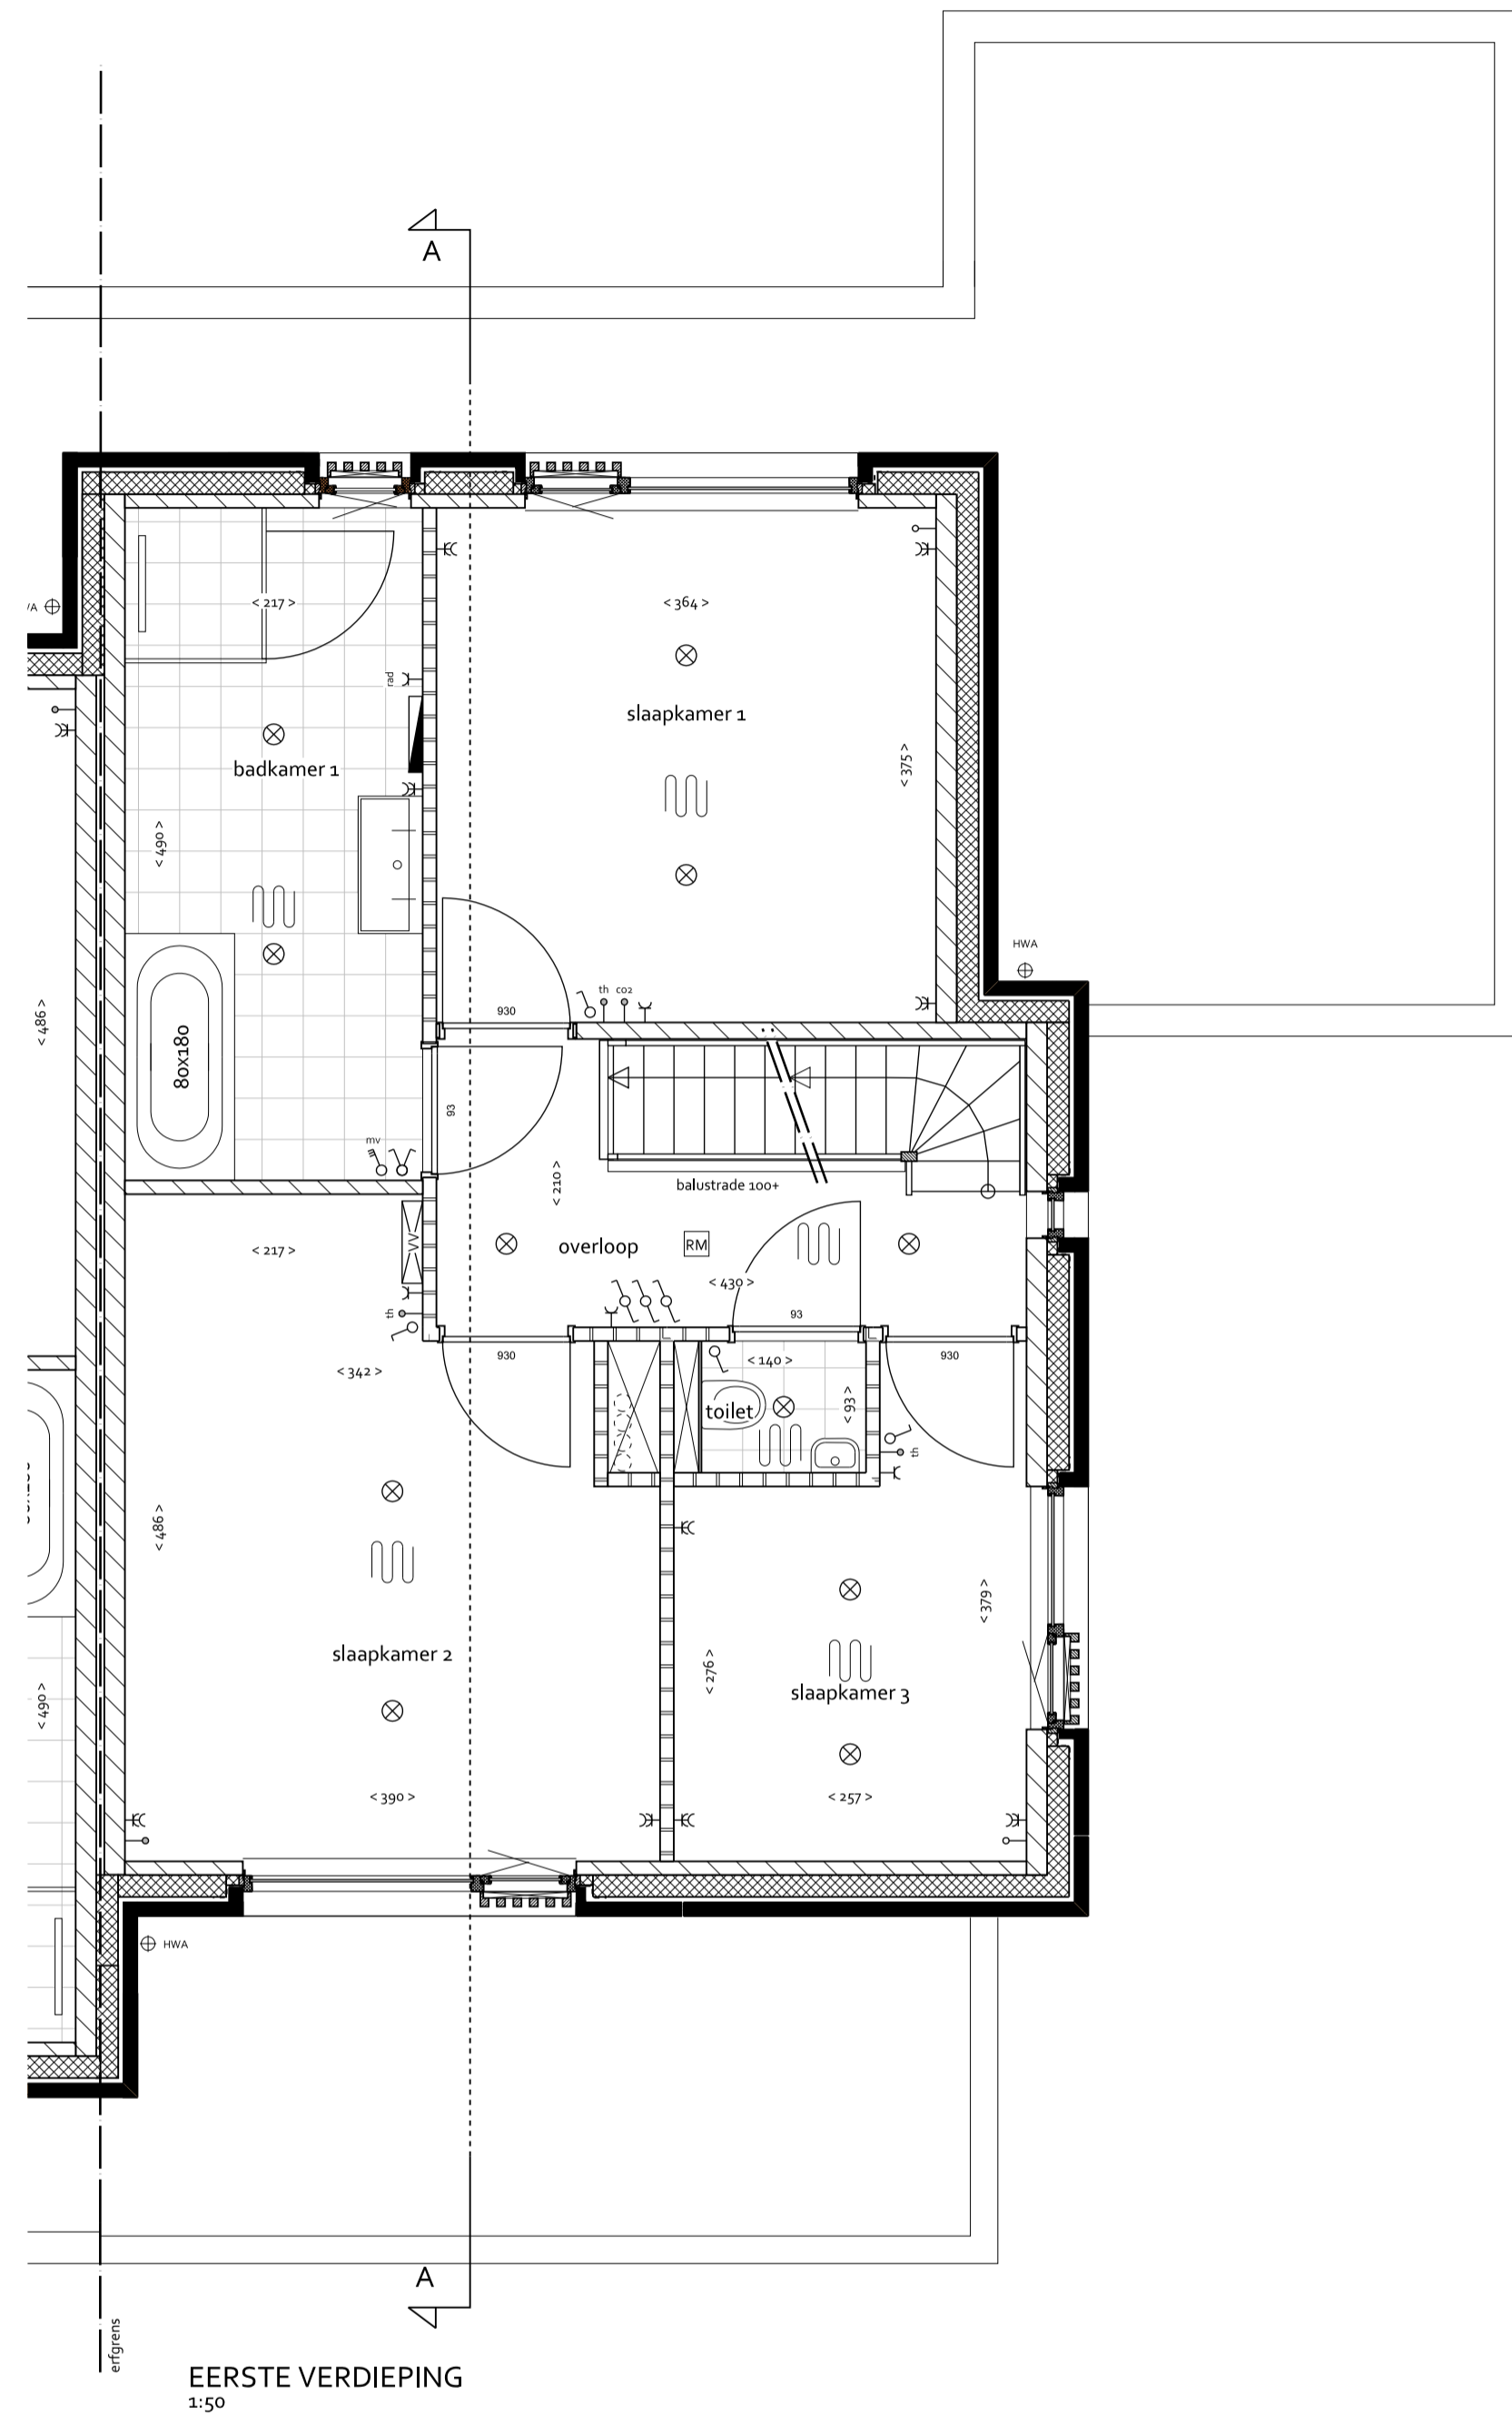 A
/A
< 217 >
< 364 >
rad
slaapkamer 1
badkamer 1
< 375 >
< 490 >
HWA
< 486 >
80x180
930
th
co2
93
mv
< 210 >
balustrade 100+
overloop
RM
< 217 >
VV
< 430 >
93
th
930
930
< 342 >
< 140 >
toilet
< 93 >
th
< 486 >
< 379 >
slaapkamer 2
< 276 >
slaapkamer 3
< 490 >
< 390 >
< 257 >
HWA
A
erfgrens
EERSTE VERDIEPING
1:50